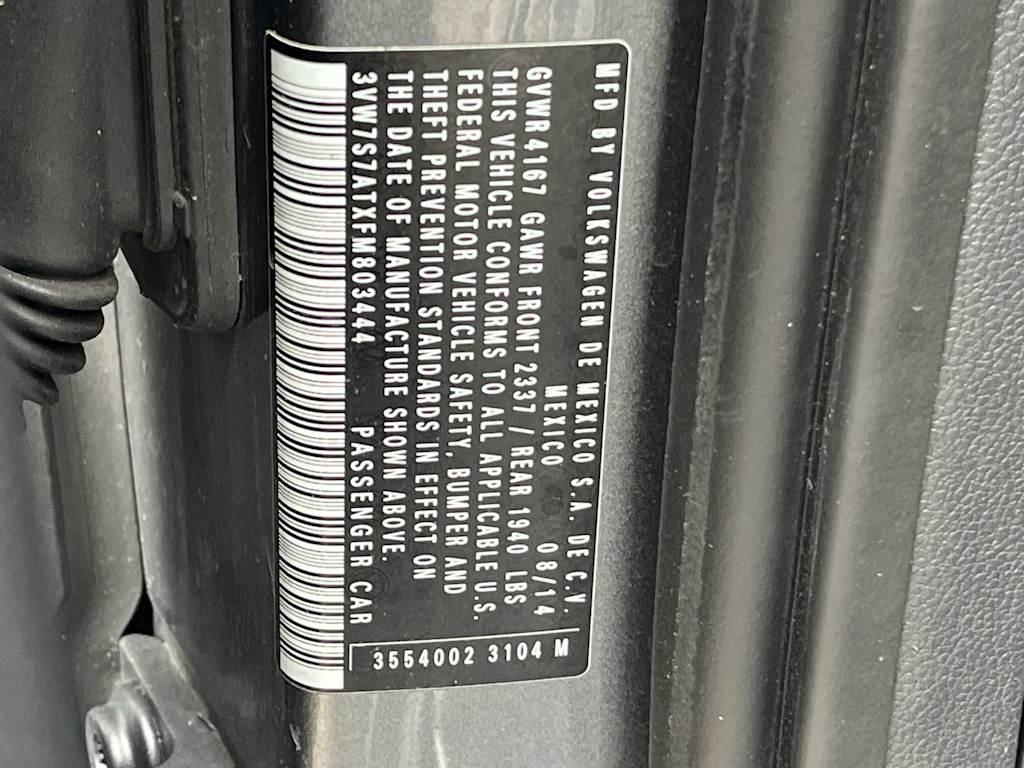 MFD BY VOLKSWAGEN DE MEXICO S.A. DE C.V.
MEXICO 08/14
GVWR 4167 GAWR FRONT 2337 / REAR 1940 LBS
THIS VEHICLE CONFORMS TO ALL APPLICABLE U.S.
FEDERAL MOTOR VEHICLE SAFETY, BUMPER AND
THEFT PREVENTION STANDARDS IN EFFECT ON
THE DATE OF MANUFACTURE SHOWN ABOVE.
3VW7S7ATXFM803444 PASSENGER CAR
3554002 3104 M